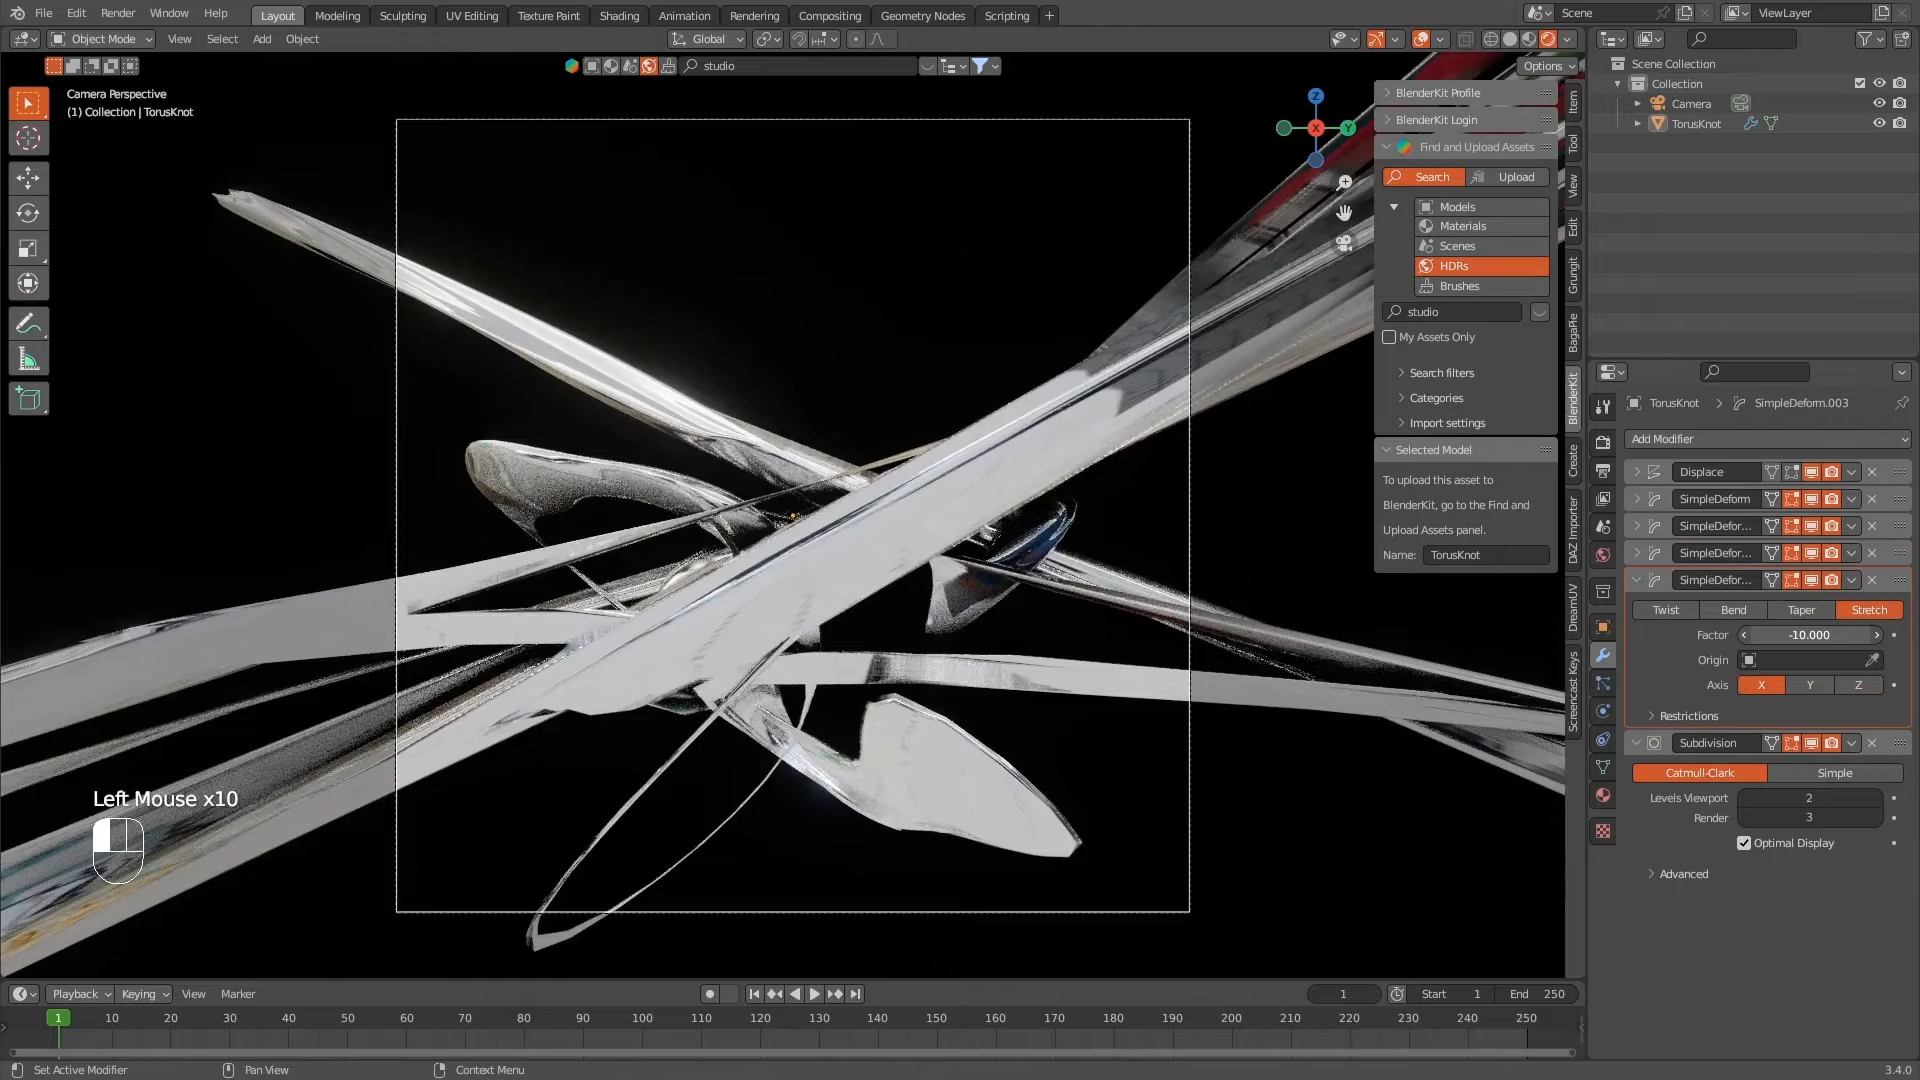 File Edit Render Window Help Layout Modeling Sculpting UV Editing Texture Paint Shading Animation Rendering Compositing Geometry Nodes Scripting + Scene ViewLayer
Object Mode View Select Add Object Global
studio Options
Camera Perspective
(1) Collection | TorusKnot
Z
X
Y
BlenderKit Profile
BlenderKit Login
Find and Upload Assets
Search Upload
Models
Materials
Scenes
HDRs
Brushes
studio
My Assets Only
Search filters
Categories
Import settings
Selected Model
To upload this asset to
BlenderKit, go to the Find and
Upload Assets panel.
Name: TorusKnot
Item
Tool
View
Edit
Grungit
BagaPie
BlenderKit
Create
DAZ Importer
DreamUV
Screencast Keys
Scene Collection
Collection
Camera
TorusKnot
TorusKnot > SimpleDeform.003
Add Modifier
Displace
SimpleDeform
SimpleDefor...
SimpleDefor...
SimpleDefor...
Twist Bend Taper Stretch
Factor -10.000
Origin
Axis X Y Z
Restrictions
Subdivision
Catmull-Clark Simple
Levels Viewport 2
Render 3
Optimal Display
Advanced
Left Mouse x10
Playback Keying View Marker 1 Start 1 End 250
1 10 20 30 40 50 60 70 80 90 100 110 120 130 140 150 160 170 180 190 200 210 220 230 240 250
Set Active Modifier Pan View Context Menu 3.4.0